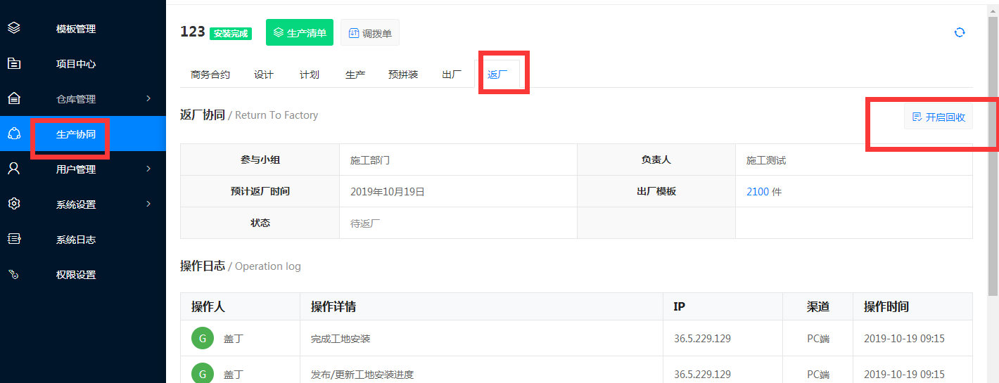 模板管理
项目中心
仓库管理
生产协同
用户管理
系统设置
系统日志
权限设置
123 安装完成 生产清单 调拨单
商务合约 设计 计划 生产 预拼装 出厂 返厂
返厂协同 / Return To Factory 开启回收
参与小组 施工部门 负责人 施工测试
预计返厂时间 2019年10月19日 出厂模板 2100 件
状态 待返厂
操作日志 / Operation log
操作人 操作详情 IP 渠道 操作时间
G 盖丁 完成工地安装 36.5.229.129 PC端 2019-10-19 09:15
G 盖丁 发布/更新工地安装进度 36.5.229.129 PC端 2019-10-19 09:15